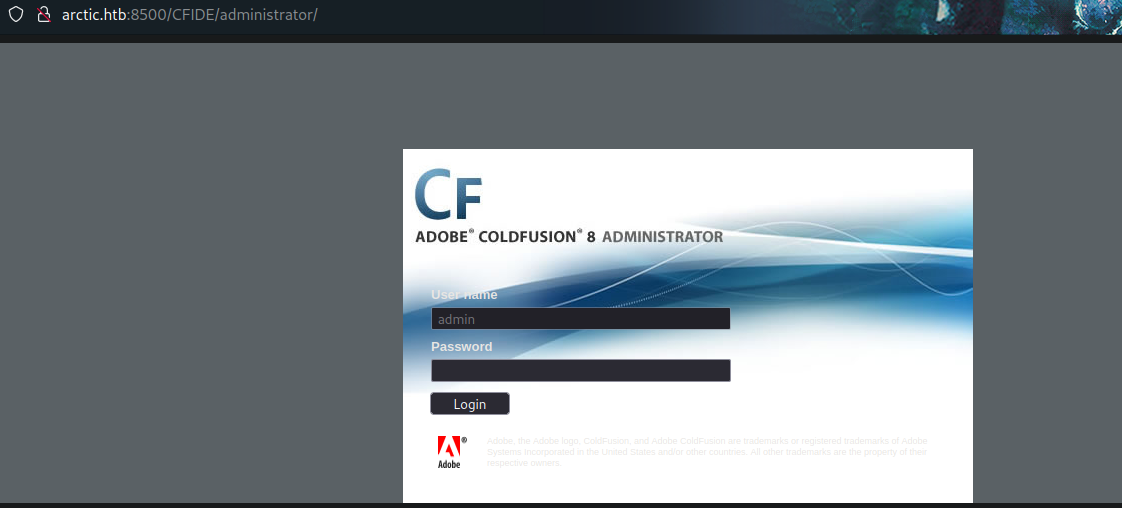 arctic.htb:8500/CFIDE/administrator/
CF
ADOBE® COLDFUSION® 8 ADMINISTRATOR
User name
admin
Password
Login
Adobe, the Adobe logo, ColdFusion, and Adobe ColdFusion are trademarks or registered trademarks of Adobe
Systems Incorporated in the United States and/or other countries. All other trademarks are the property of their
respective owners.
®
Adobe